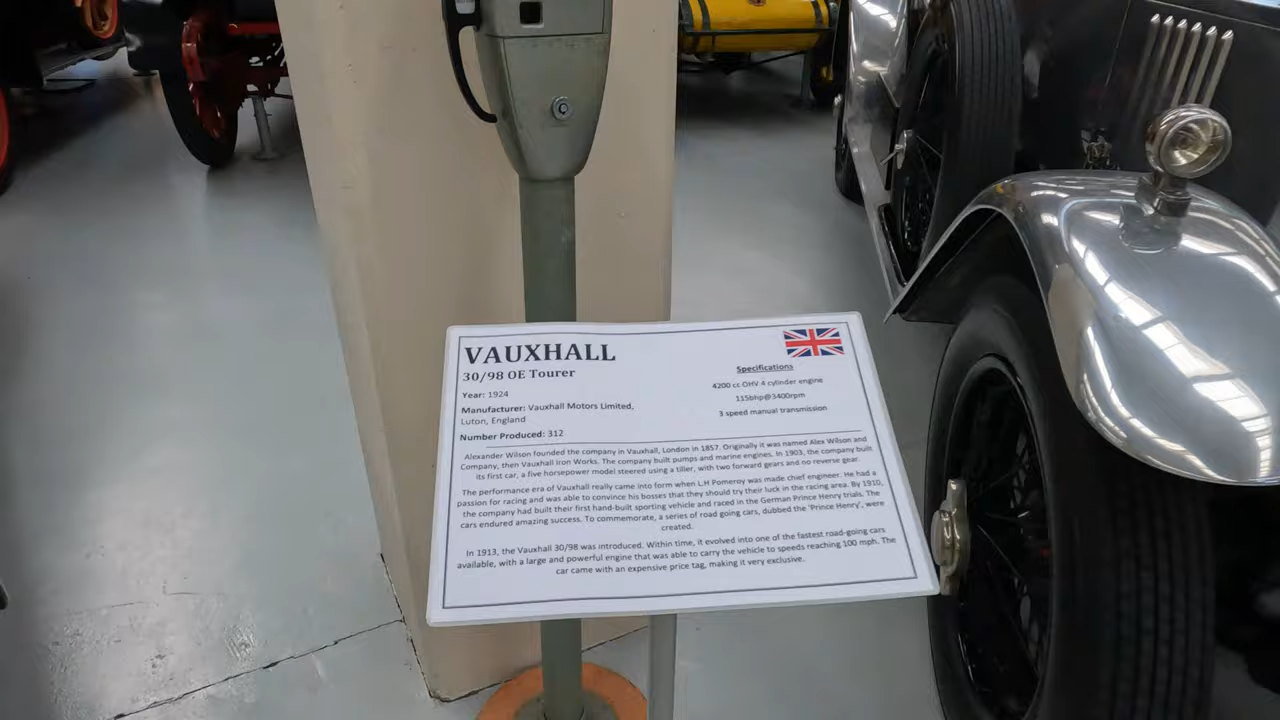 VAUXHALL
30/98 OE Tourer
Year: 1924
Manufacturer: Vauxhall Motors Limited,
Luton, England
Number Produced: 312
Specifications
4200 cc OHV 4 cylinder engine
115bhp@3400rpm
3 speed manual transmission
Alexander Wilson founded the company in Vauxhall, London in 1857. Originally it was named Alex Wilson and
Company, then Vauxhall Iron Works. The company built pumps and marine engines. In 1903, the company built
its first car, a five horsepower model steered using a tiller, with two forward gears and no reverse gear.
The performance era of Vauxhall really came into form when L.H Pomeroy was made chief engineer. He had a
passion for racing and was able to convince his bosses that they should try their luck in the racing area. By 1910,
the company had built their first hand-built sporting vehicle and raced in the German Prince Henry trials. The
cars endured amazing success. To commemorate, a series of road going cars, dubbed the 'Prince Henry', were
created.
In 1913, the Vauxhall 30/98 was introduced. Within time, it evolved into one of the fastest road-going cars
available, with a large and powerful engine that was able to carry the vehicle to speeds reaching 100 mph. The
car came with an expensive price tag, making it very exclusive.